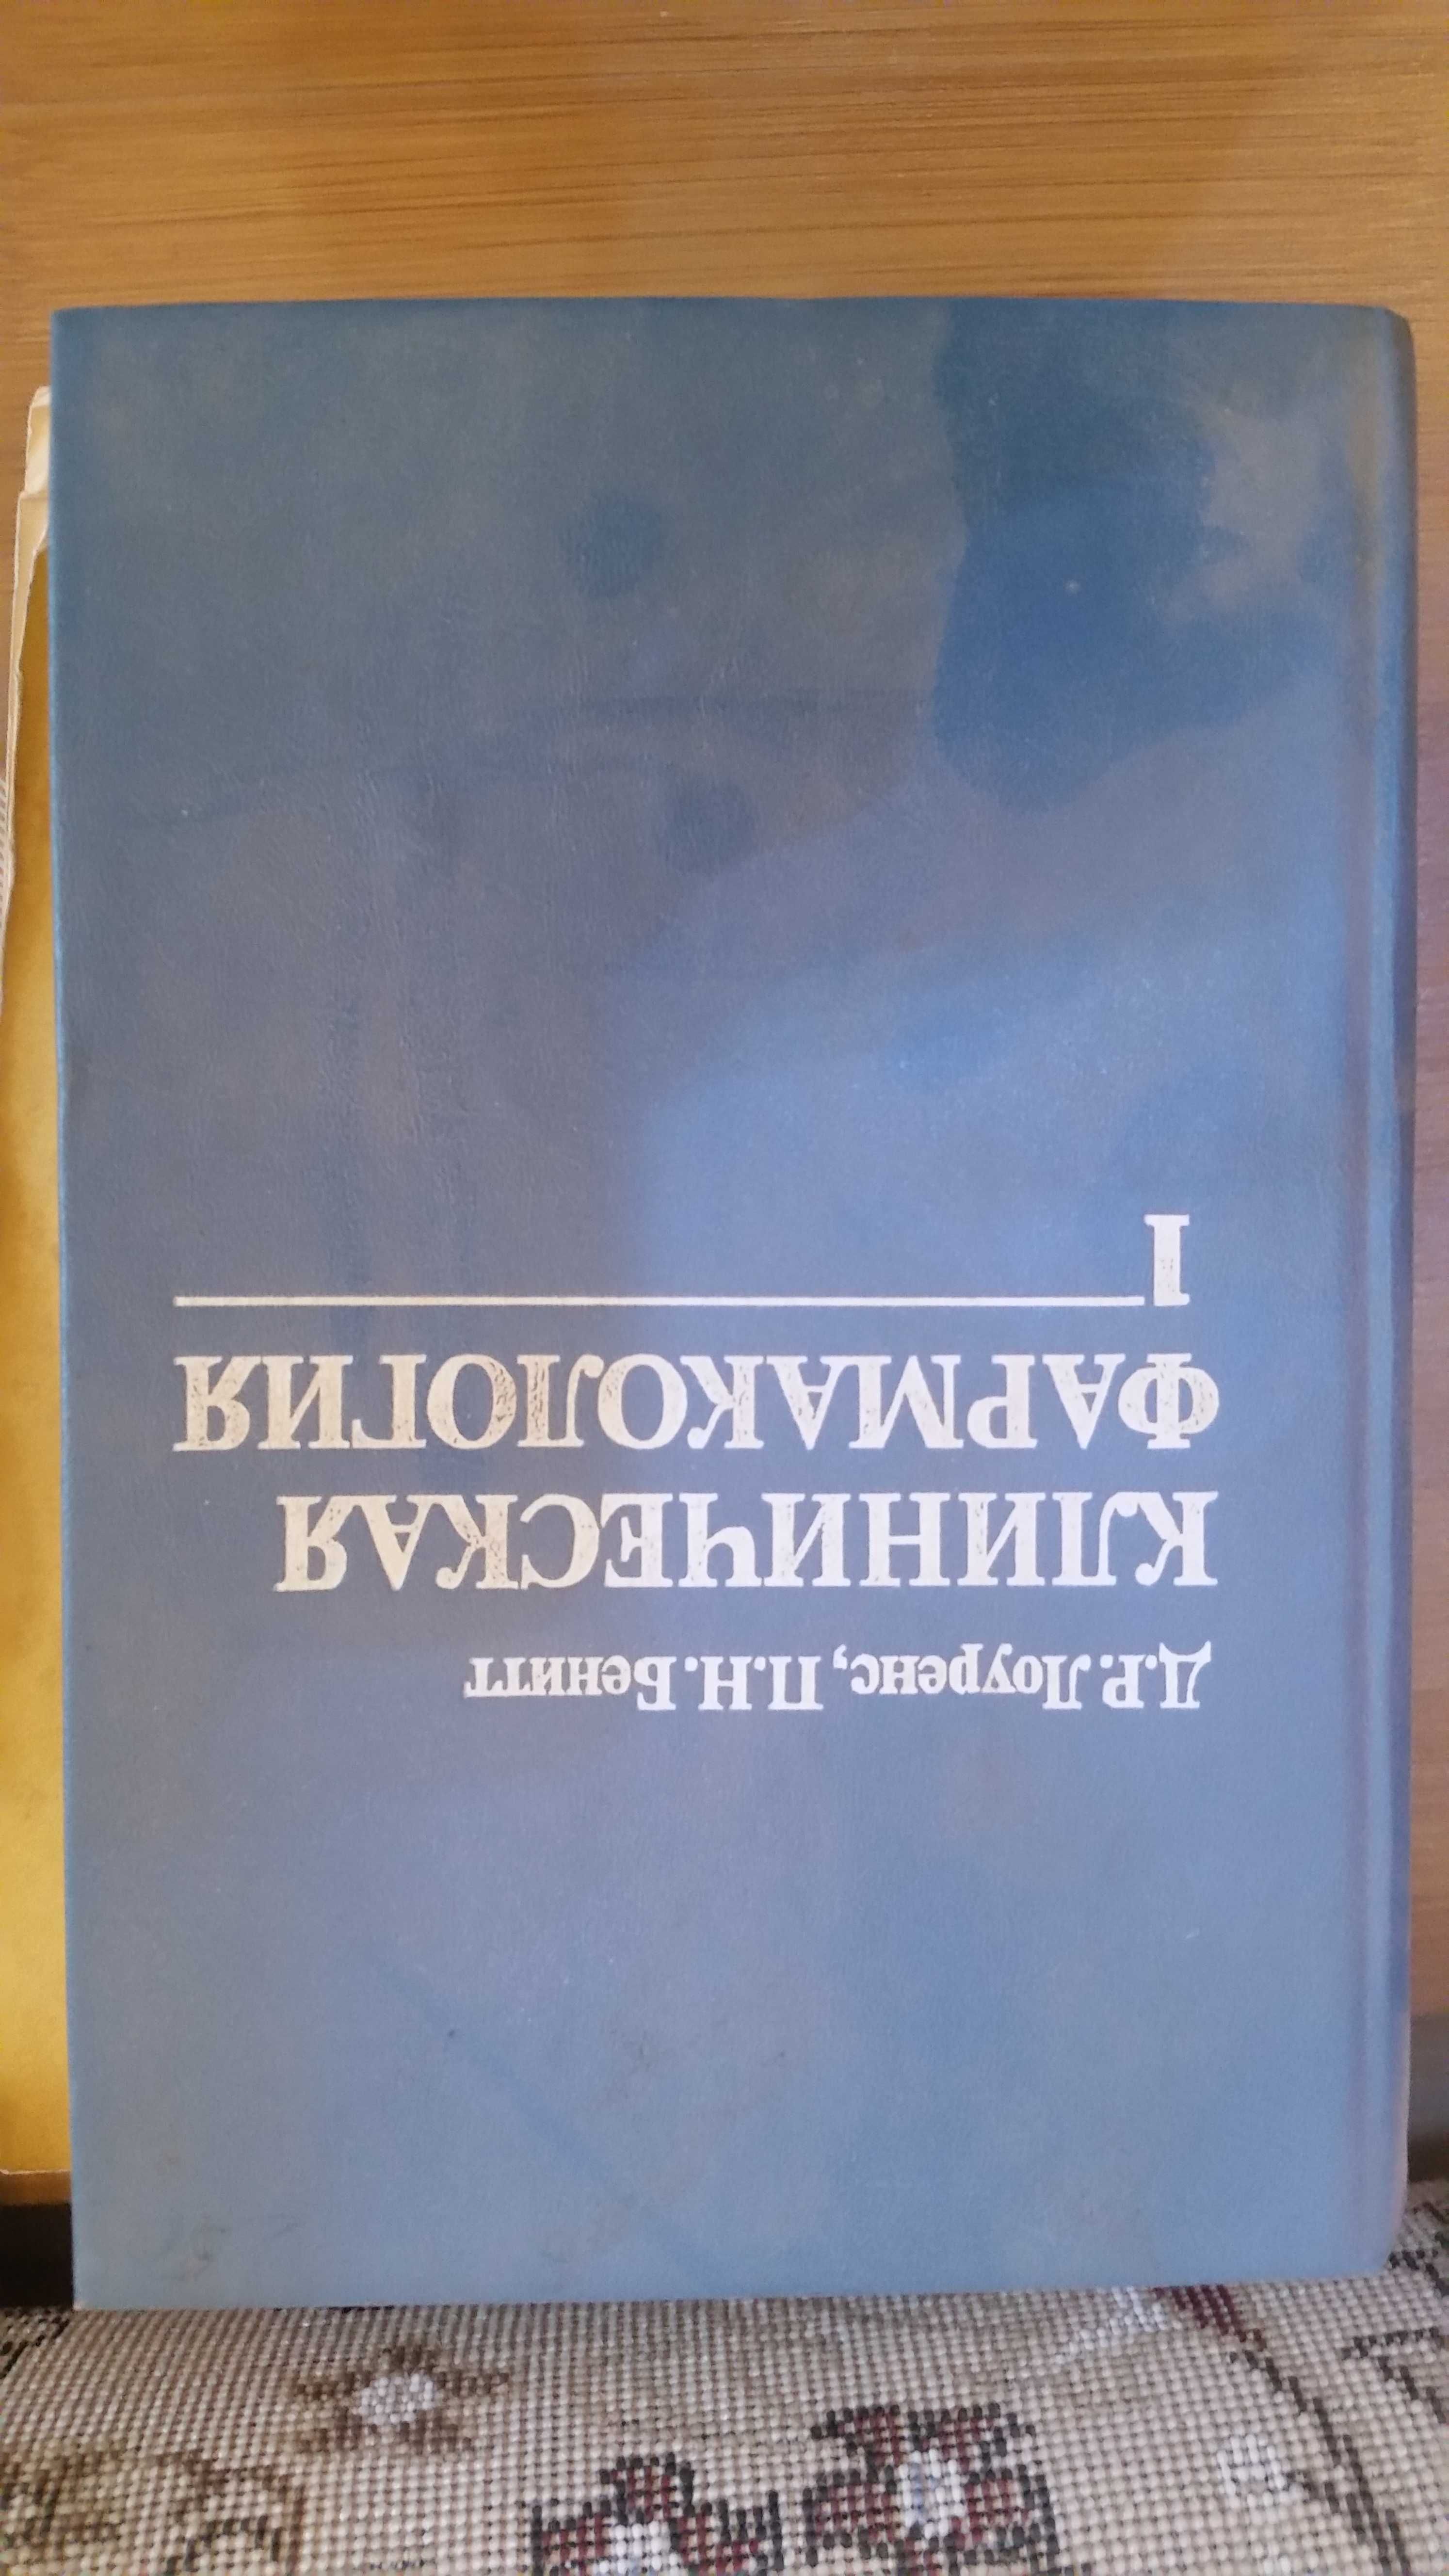 Д.Р. Лоуренс, П.Н. Бенитт
КЛИНИЧЕСКАЯ
ФАРМАКОЛОГИЯ
1